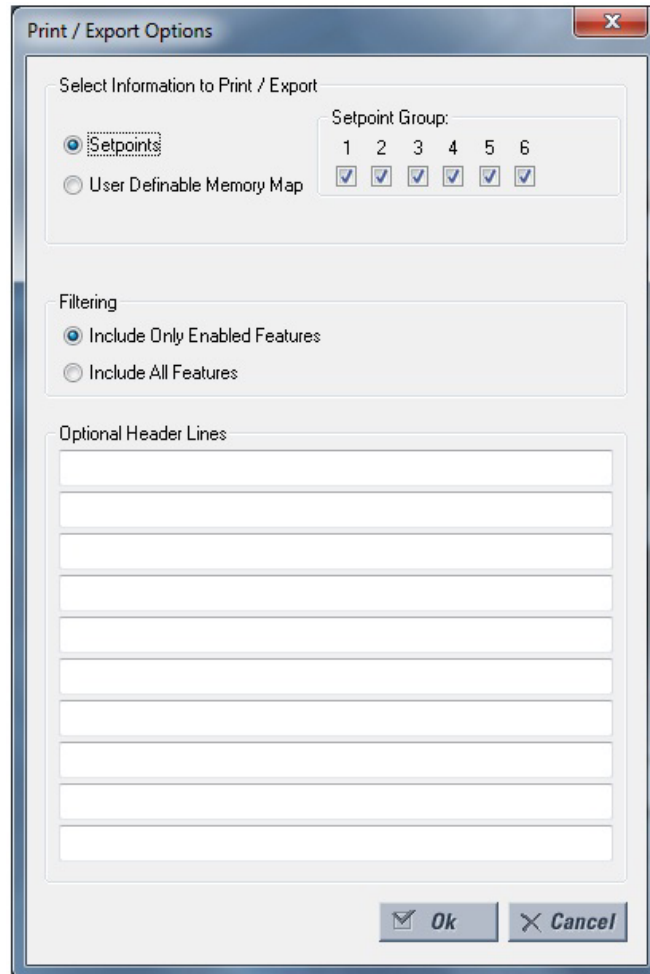 Print / Export Options
Select Information to Print / Export
Setpoint Group:
Setpoints
1 2 3 4 5 6
User Definable Memory Map
Filtering
Include Only Enabled Features
Include All Features
Optional Header Lines
Ok
Cancel